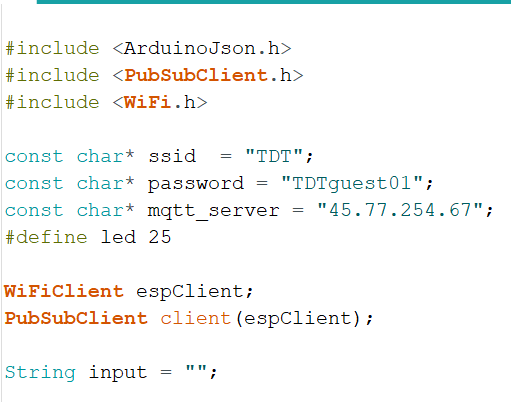 #include <ArduinoJson.h>
#include <PubSubClient.h>
#include <WiFi.h>
const char* ssid  = "TDT";
const char* password = "TDTguest01";
const char* mqtt_server = "45.77.254.67";
#define led 25
WiFiClient espClient;
PubSubClient client(espClient);
String input = "";